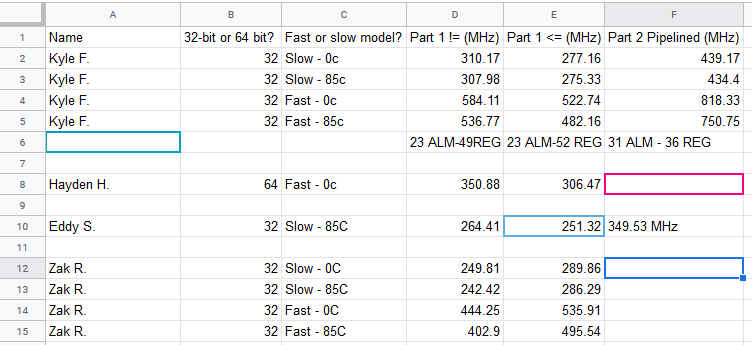 A B C D E F
1 Name 32-bit or 64 bit? Fast or slow model? Part 1 != (MHz) Part 1 <= (MHz) Part 2 Pipelined (MHz)
2 Kyle F. 32 Slow - 0c 310.17 277.16 439.17
3 Kyle F. 32 Slow - 85c 307.98 275.33 434.4
4 Kyle F. 32 Fast - 0c 584.11 522.74 818.33
5 Kyle F. 32 Fast - 85c 536.77 482.16 750.75
6 23 ALM-49REG 23 ALM-52 REG 31 ALM - 36 REG
7
8 Hayden H. 64 Fast - 0c 350.88 306.47
9
10 Eddy S. 32 Slow - 85C 264.41 251.32 349.53 MHz
11
12 Zak R. 32 Slow - 0C 249.81 289.86
13 Zak R. 32 Slow - 85C 242.42 286.29
14 Zak R. 32 Fast - 0C 444.25 535.91
15 Zak R. 32 Fast - 85C 402.9 495.54